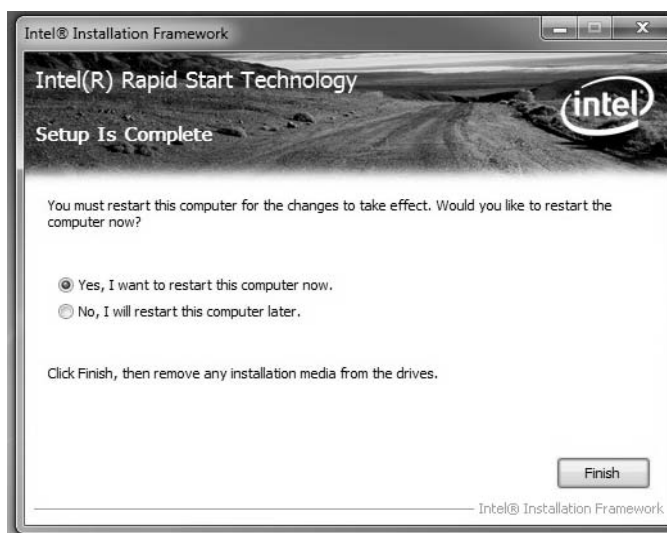 Intel® Installation Framework
Intel(R) Rapid Start Technology
intel
Setup Is Complete
You must restart this computer for the changes to take effect. Would you like to restart the
computer now?
Yes, I want to restart this computer now.
No, I will restart this computer later.
Click Finish, then remove any installation media from the drives.
Finish
Intel® Installation Framework